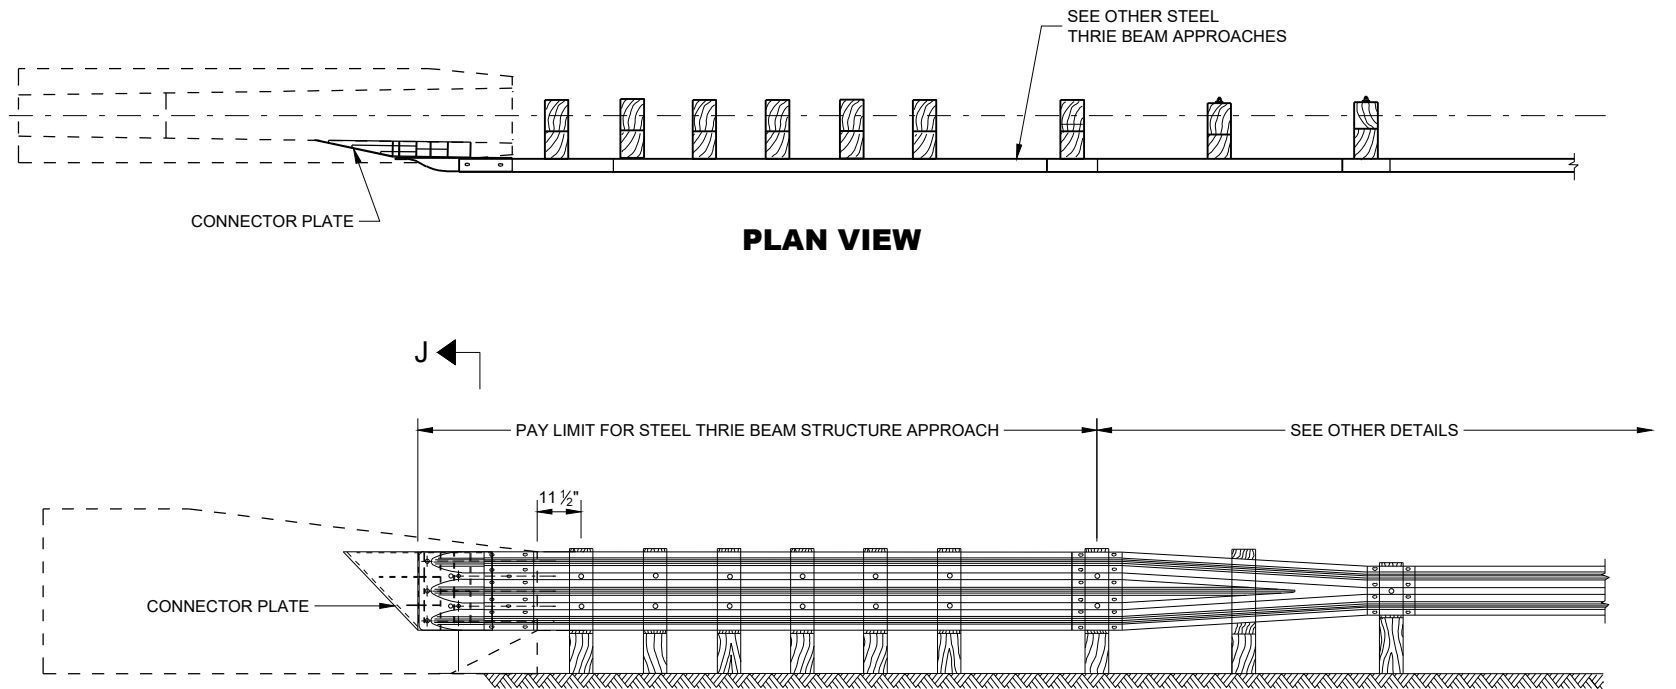 SEE OTHER STEEL
THRIE BEAM APPROACHES
CONNECTOR PLATE
PLAN VIEW
J
PAY LIMIT FOR STEEL THRIE BEAM STRUCTURE APPROACH
SEE OTHER DETAILS
11 ½"
CONNECTOR PLATE